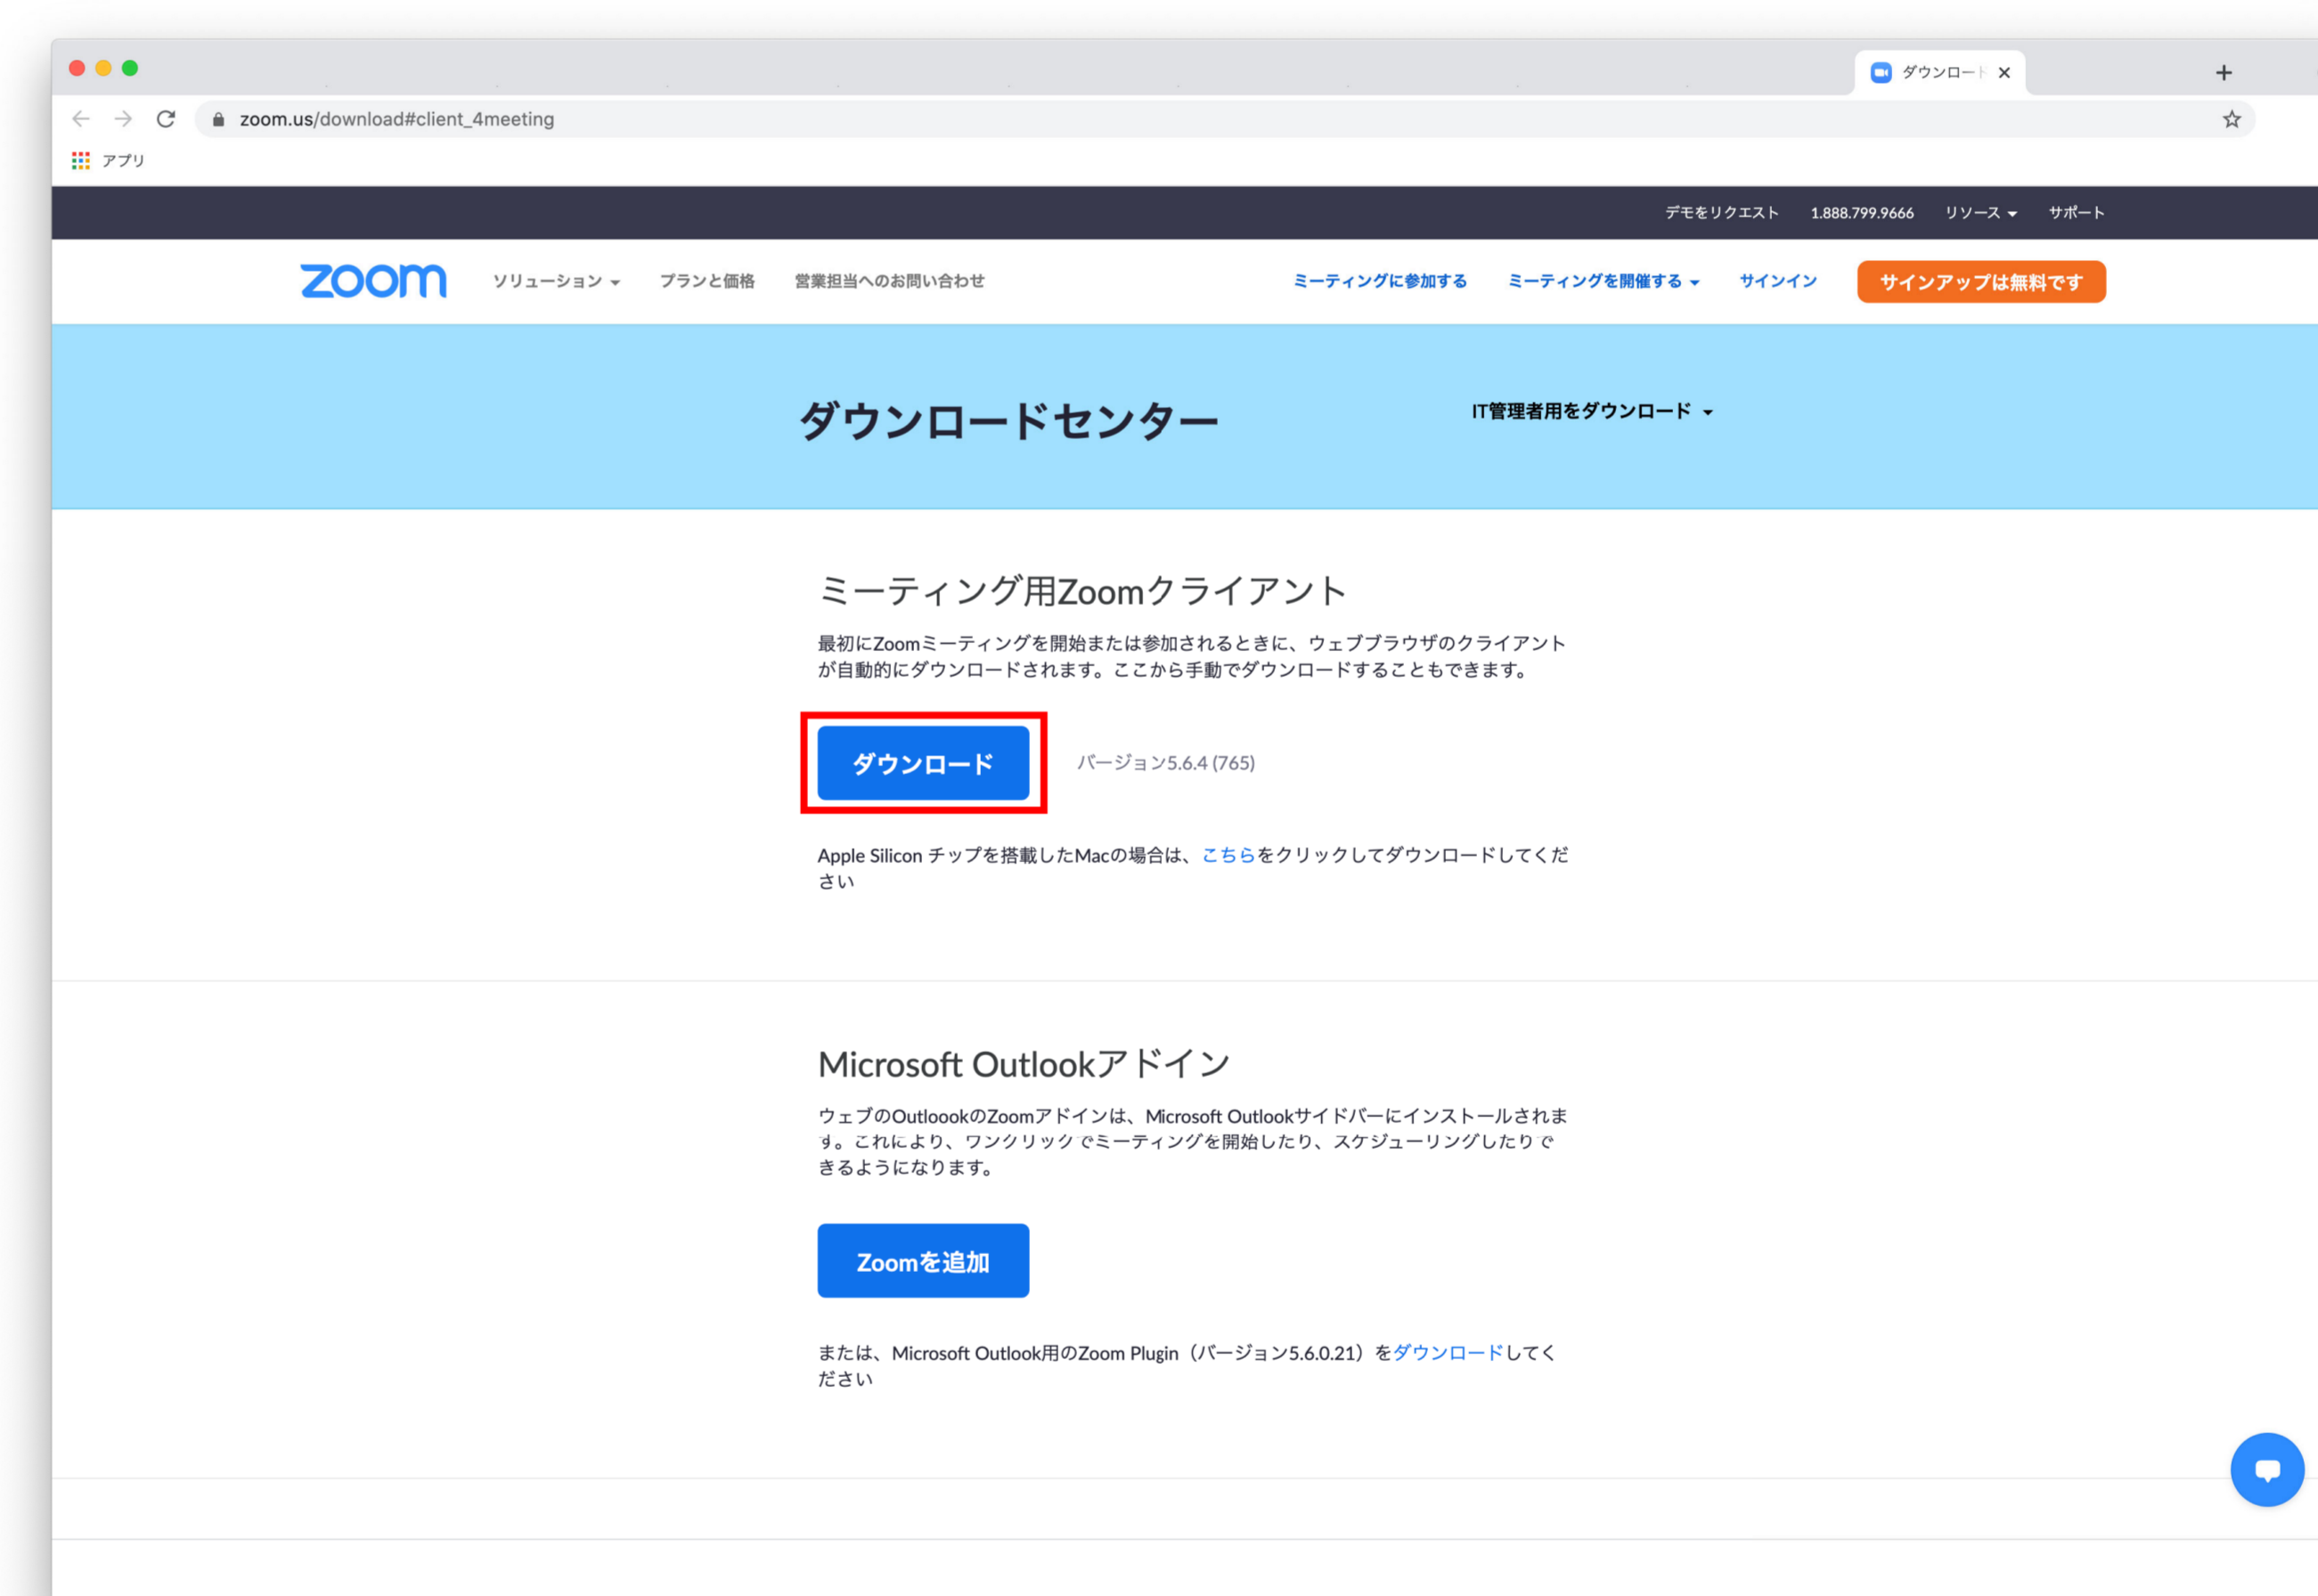 ダウンロード
zoom.us/download#client_4meeting
アプリ
デモをリクエスト 1.888.799.9666 リソース サポート
zoom ソリューション プランと価格 営業担当へのお問い合わせ ミーティングに参加する ミーティングを開催する サインイン サインアップは無料です
ダウンロードセンター IT管理者用をダウンロード
ミーティング用Zoomクライアント
最初にZoomミーティングを開始または参加されるときに、ウェブブラウザのクライアント
が自動的にダウンロードされます。ここから手動でダウンロードすることもできます。
ダウンロード バージョン5.6.4 (765)
Apple Silicon チップを搭載したMacの場合は、こちらをクリックしてダウンロードしてくだ
さい
Microsoft Outlookアドイン
ウェブのOutloookのZoomアドインは、Microsoft Outlookサイドバーにインストールされま
す。これにより、ワンクリックでミーティングを開始したり、スケジューリングしたりで
きるようになります。
Zoomを追加
または、Microsoft Outlook用のZoom Plugin（バージョン5.6.0.21）をダウンロードしてく
ださい